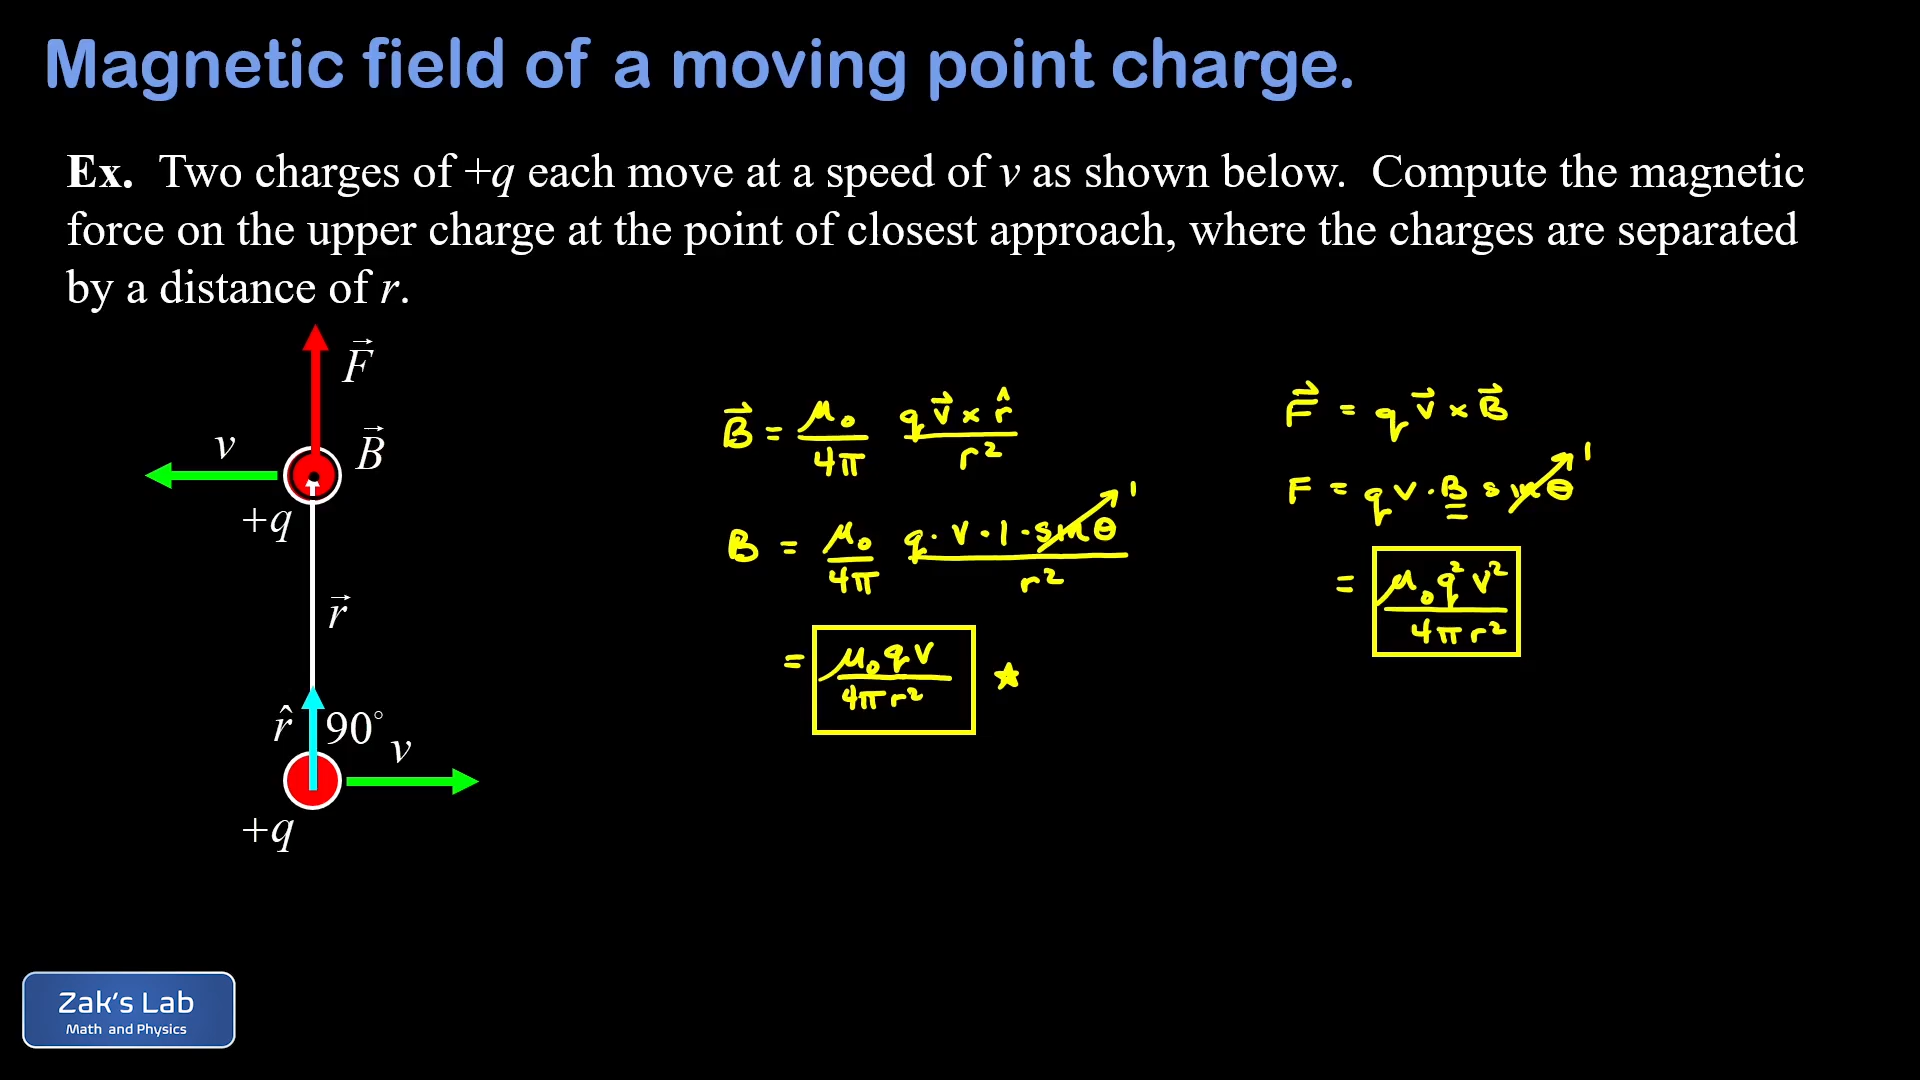 Magnetic field of a moving point charge.
Ex. Two charges of +q each move at a speed of v as shown below. Compute the magnetic
force on the upper charge at the point of closest approach, where the charges are separated
by a distance of r.
F⃗
v
B⃗
+q
r⃗
r̂ 90°
v
+q
B⃗ = μ₀/4π q v⃗ × r̂ / r²
B = μ₀/4π q · v · 1 · sinθ / r² 1
= μ₀qv / 4πr² ★
F⃗ = q v⃗ × B⃗
F = q v · B sinθ 1
= μ₀q²v² / 4πr²
Zak's Lab
Math and Physics